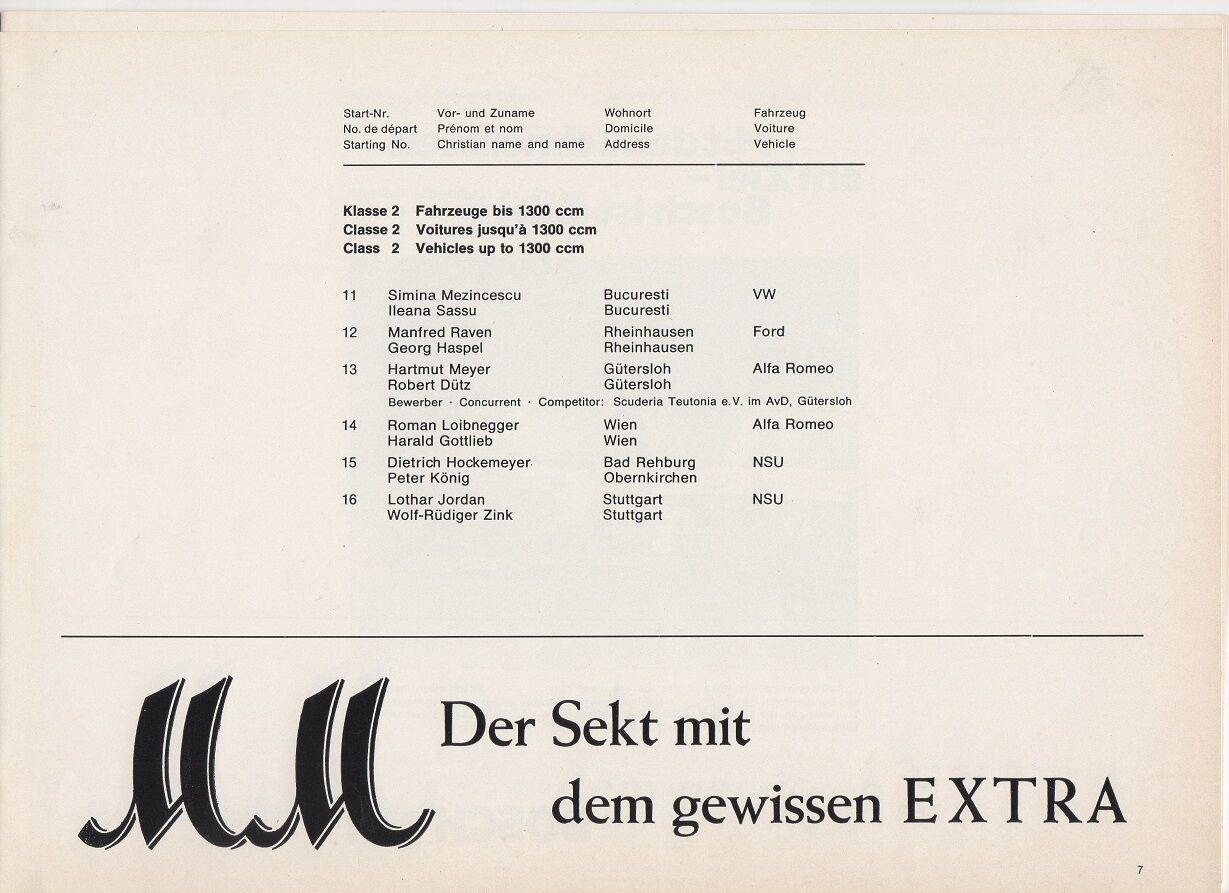 Start-Nr. Vor- und Zuname Wohnort Fahrzeug
No. de départ Prénom et nom Domicile Voiture
Starting No. Christian name and name Address Vehicle
Klasse 2 Fahrzeuge bis 1300 ccm
Classe 2 Voitures jusqu'à 1300 ccm
Class 2 Vehicles up to 1300 ccm
11 Simina Mezincescu Bucuresti VW
Ileana Sassu Bucuresti
12 Manfred Raven Rheinhausen Ford
Georg Haspel Rheinhausen
13 Hartmut Meyer Gütersloh Alfa Romeo
Robert Dütz Gütersloh
Bewerber · Concurrent · Competitor: Scuderia Teutonia e.V. im AvD, Gütersloh
14 Roman Loibnegger Wien Alfa Romeo
Harald Gottlieb Wien
15 Dietrich Hockemeyer Bad Rehburg NSU
Peter König Obernkirchen
16 Lothar Jordan Stuttgart NSU
Wolf-Rüdiger Zink Stuttgart
MM
Der Sekt mit
dem gewissen EXTRA
7